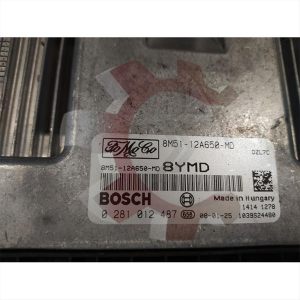 FoMoCo 8M51-12A650-MD
D2L7C
8M51-12A650-MD 8YMD
BOSCH Made in Hungary
1414 1278
0 281 012 487 08-01-25 1039S24480